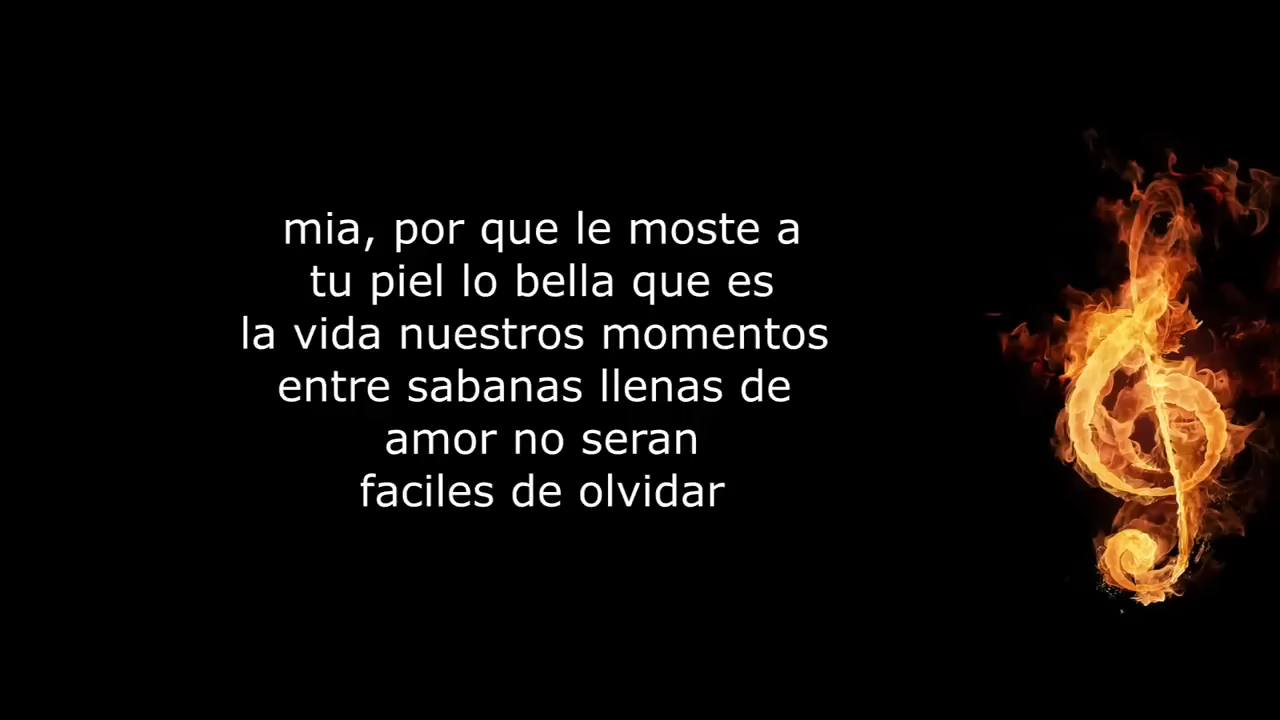 mia, por que le moste a
tu piel lo bella que es
la vida nuestros momentos
entre sabanas llenas de
amor no seran
faciles de olvidar